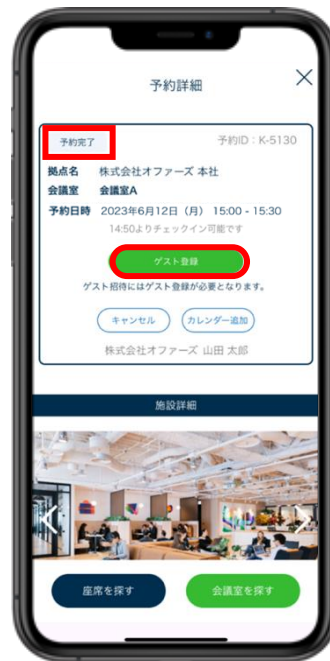 予約詳細
予約完了
予約ID:K-5130
拠点名 株式会社オファーズ 本社
会議室 会議室A
予約日時 2023年6月12日（月） 15:00 - 15:30
14:50よりチェックイン可能です
ゲスト登録
ゲスト招待にはゲスト登録が必要となります。
キャンセル カレンダー追加
株式会社オファーズ 山田 太郎
施設詳細
座席を探す 会議室を探す